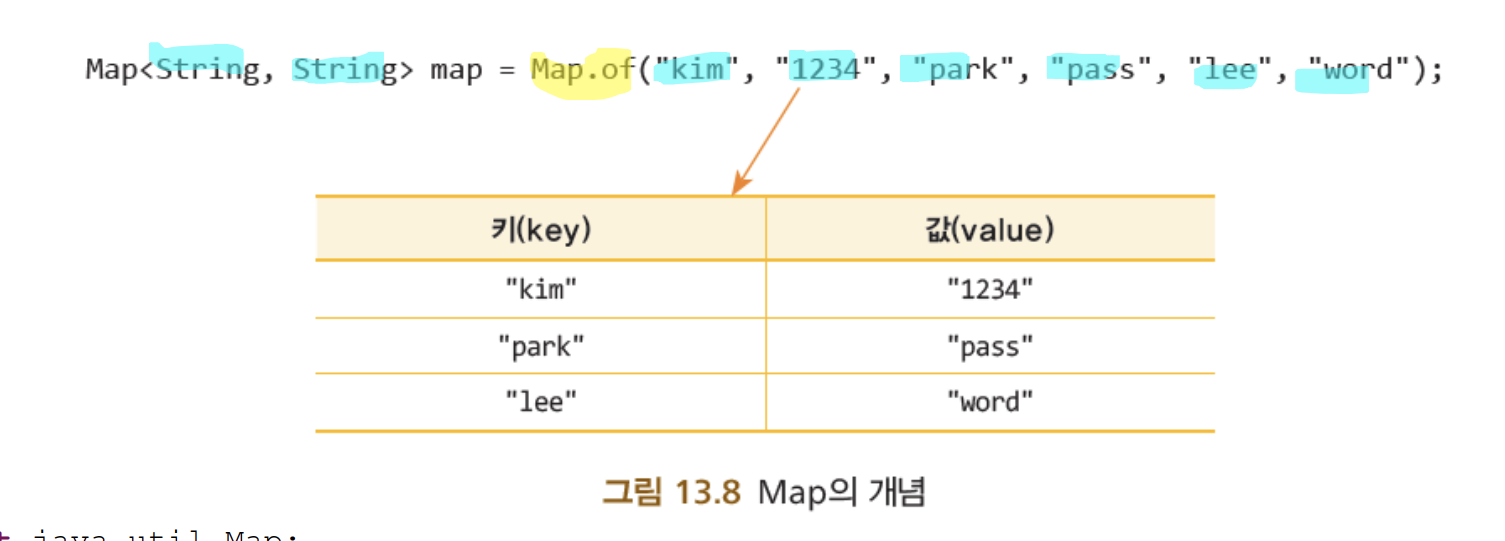 Map<String, String> map = Map.of("kim", "1234", "park", "pass", "lee", "word");
키(key) 값(value)
"kim" "1234"
"park" "pass"
"lee" "word"
그림 13.8 Map의 개념
java.util.Map;